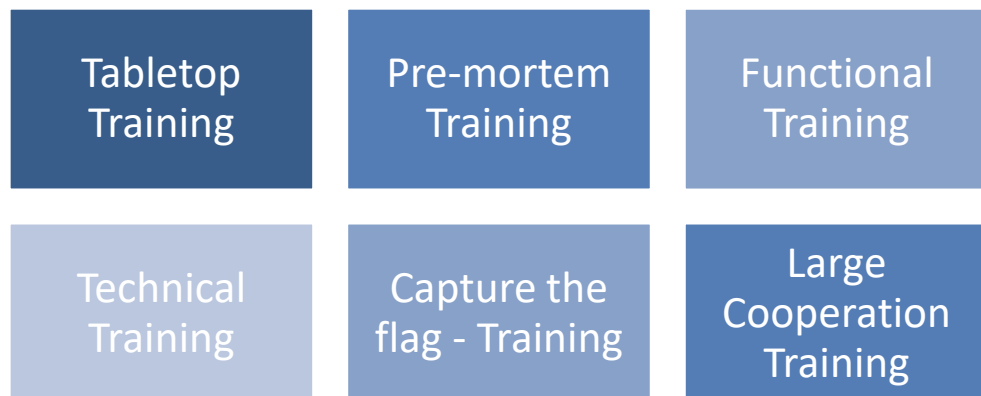 Tabletop
Training
Pre-mortem
Training
Functional
Training
Technical
Training
Capture the
flag - Training
Large
Cooperation
Training